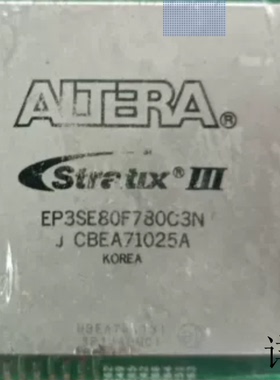 ALTERA®
Stratix® III
EP3SE80F780C3N
J CBEA71025A
KOREA